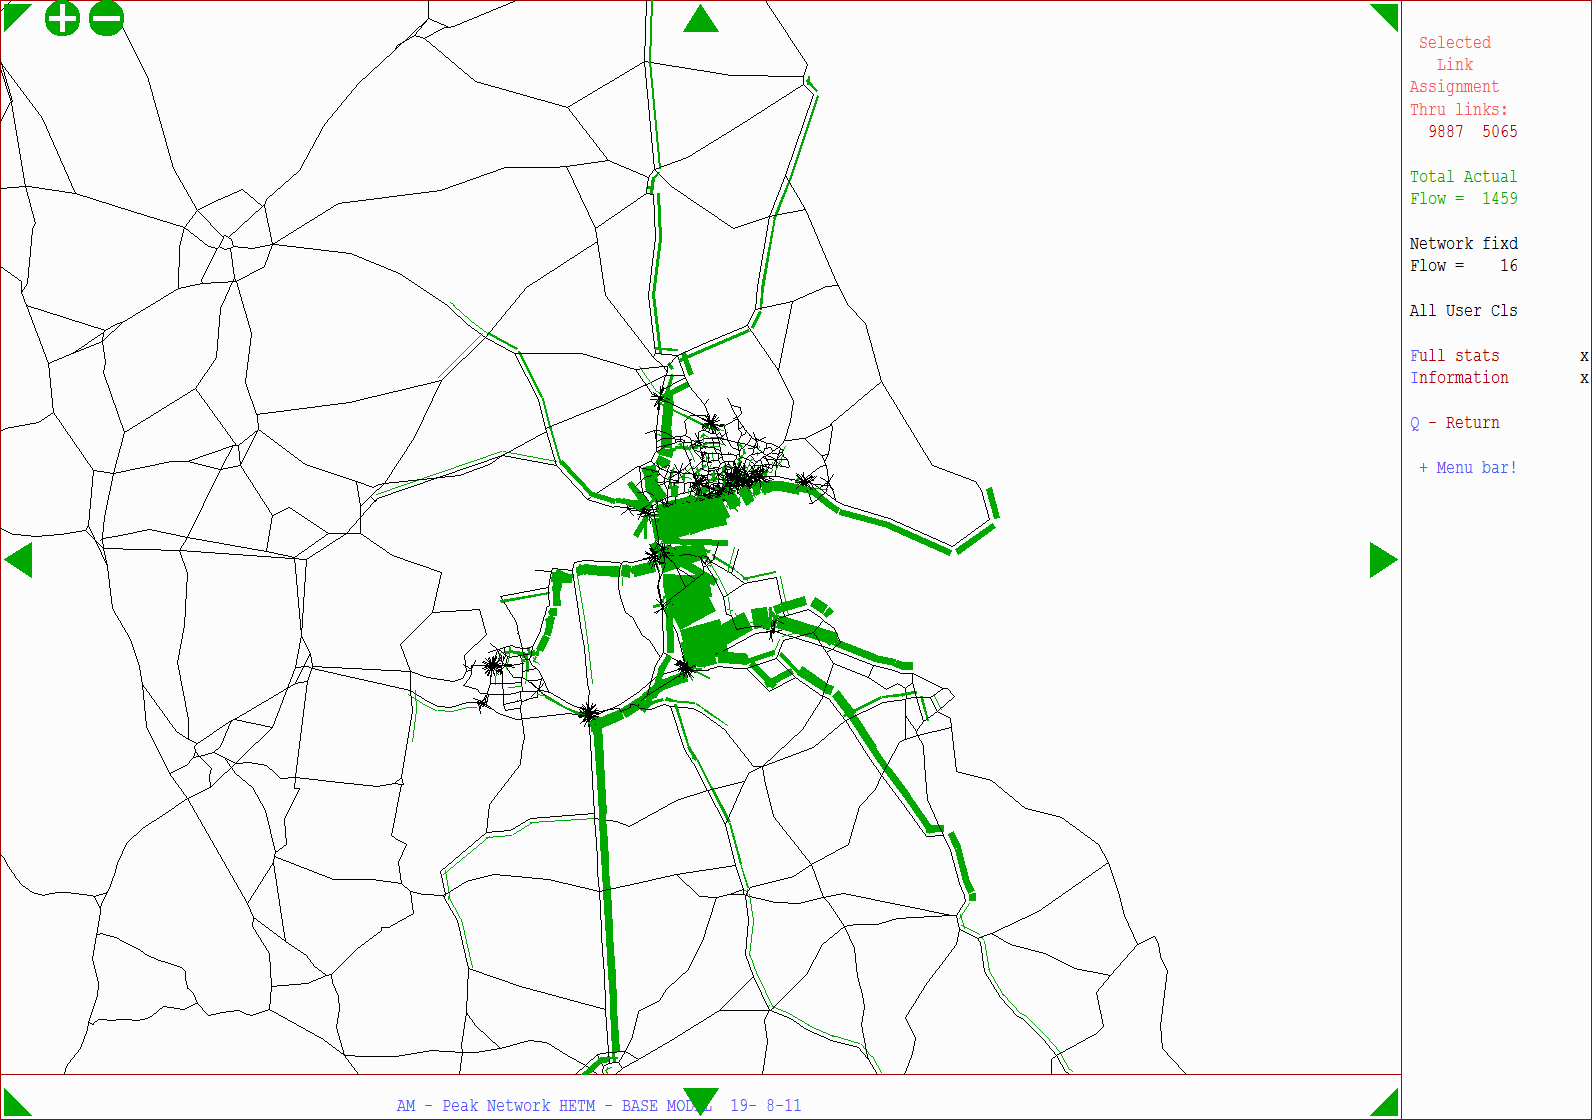 Selected
Link
Assignment
Thru links:
9887 5065
Total Actual
Flow = 1459
Network fixd
Flow = 16
All User Cls
Full stats x
Information x
Q - Return
+ Menu bar!
AM - Peak Network HETM - BASE MODEL 19- 8-11